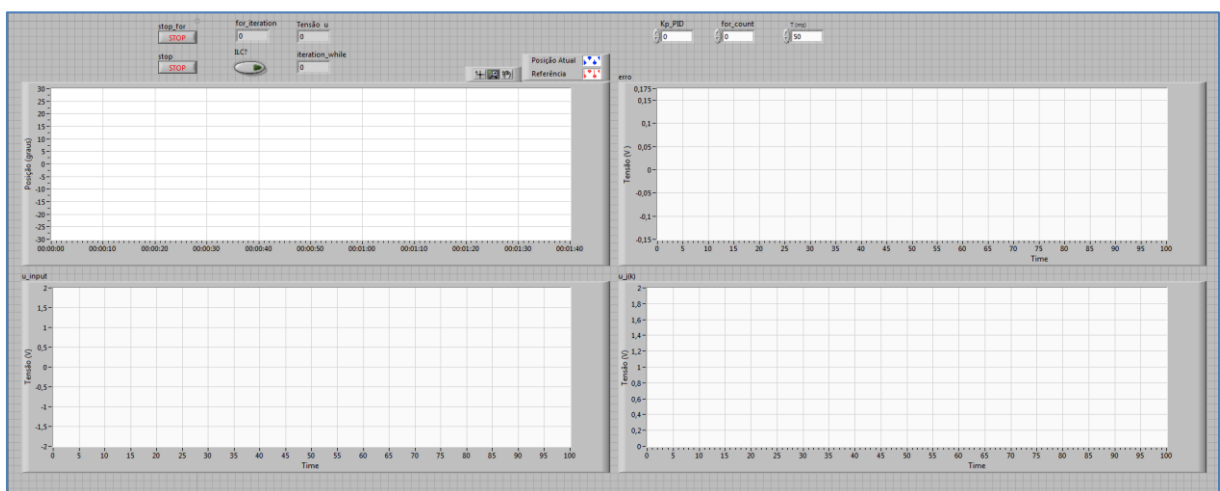 stop_for for_iteration Tensão u Kp_PID for_count T (ms)
STOP 0 0 0 0 50
stop ILC? iteration_while
STOP 0
Posição Atual
Referência
erro
Posição (graus)
30
25
20
15
10
5
0
-5
-10
-15
-20
-25
-30
00:00:00 00:00:10 00:00:20 00:00:30 00:00:40 00:00:50 00:01:00 00:01:10 00:01:20 00:01:30 00:01:40
Tensão (V)
0,175
0,15
0,1
0,05
0
-0,05
-0,1
-0,15
0 5 10 15 20 25 30 35 40 45 50 55 60 65 70 75 80 85 90 95 100
Time
u_input
Tensão (V)
2
1,5
1
0,5
0
-0,5
-1
-1,5
-2
0 5 10 15 20 25 30 35 40 45 50 55 60 65 70 75 80 85 90 95 100
Time
u_j(k)
Tensão (V)
2
1,8
1,6
1,4
1,2
1
0,8
0,6
0,4
0,2
0
0 5 10 15 20 25 30 35 40 45 50 55 60 65 70 75 80 85 90 95 100
Time